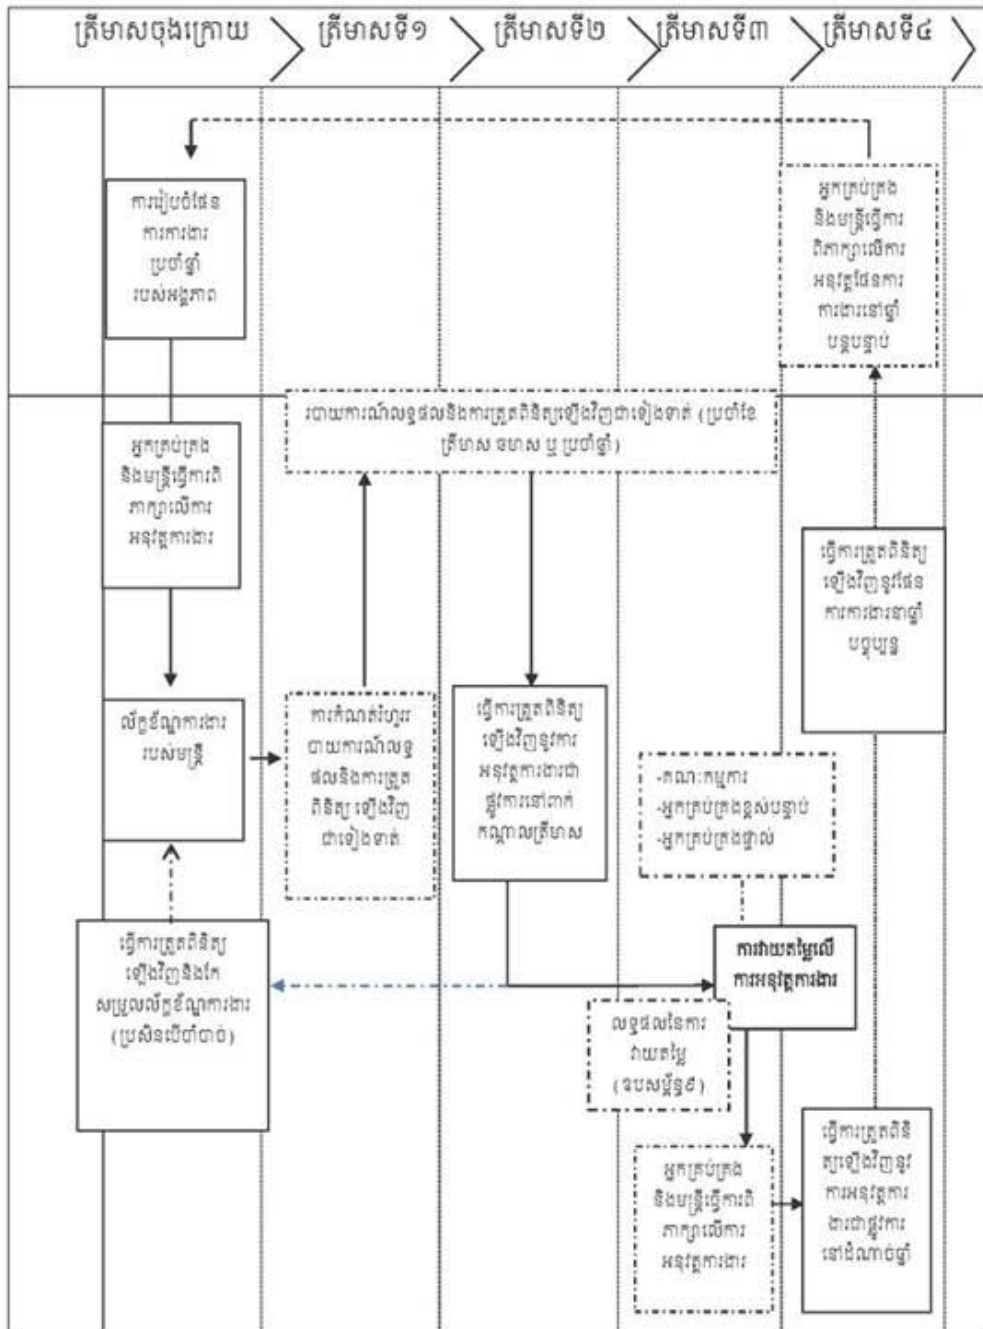 ត្រីមាសចុងក្រោយ
ត្រីមាសទី១
ត្រីមាសទី២
ត្រីមាសទី៣
ត្រីមាសទី៤
ការរៀបចំផែន
ការការងារ
ប្រចាំឆ្នាំ
របស់អង្គភាព
អ្នកគ្រប់គ្រង
និងមន្ត្រីធ្វើការ
ពិភាក្សាលើការ
អនុវត្តផែនការ
ការងារនៅឆ្នាំ
បន្តបន្ទាប់
របាយការណ៍លទ្ធផលនិងការត្រួតពិនិត្យឡើងវិញជាទៀងទាត់ (ប្រចាំខែ
ត្រីមាស ឆមាស ឬ ប្រចាំឆ្នាំ)
អ្នកគ្រប់គ្រង
និងមន្ត្រីធ្វើការពិ
ភាក្សាលើការ
អនុវត្តការងារ
ធ្វើការត្រួតពិនិត្យ
ឡើងវិញនូវផែន
ការការងារនាឆ្នាំ
បច្ចុប្បន្ន
ល័ក្ខខ័ណ្ឌការងារ
របស់មន្ត្រី
ការកំណត់រំហូររ
បាយការណ៍លទ្ធ
ផលនិងការត្រួត
ពិនិត្យ ឡើងវិញ
ជាទៀងទាត់
ធ្វើការត្រួតពិនិត្យ
ឡើងវិញនូវការ
អនុវត្តការងារជា
ផ្លូវការនៅពាក់
កណ្តាលត្រីមាស
-គណៈកម្មការ
-អ្នកគ្រប់គ្រងខ្ពស់បន្ទាប់
-អ្នកគ្រប់គ្រងផ្ទាល់
ធ្វើការត្រួតពិនិត្យ
ឡើងវិញនិងកែ
សម្រួលល័ក្ខខ័ណ្ឌការងារ
(ប្រសិនបើចាំបាច់)
ការវាយតម្លៃលើ
ការអនុវត្តការងារ
លទ្ធផលនៃការ
វាយតម្លៃ
(ឧបសម្ព័ន្ធ៩)
អ្នកគ្រប់គ្រង
និងមន្ត្រីធ្វើការពិ
ភាក្សាលើការ
អនុវត្តការងារ
ធ្វើការត្រួតពិនិ
ត្យឡើងវិញនូវ
ការអនុវត្តការ
ងារជាផ្លូវការ
នៅដំណាច់ឆ្នាំ